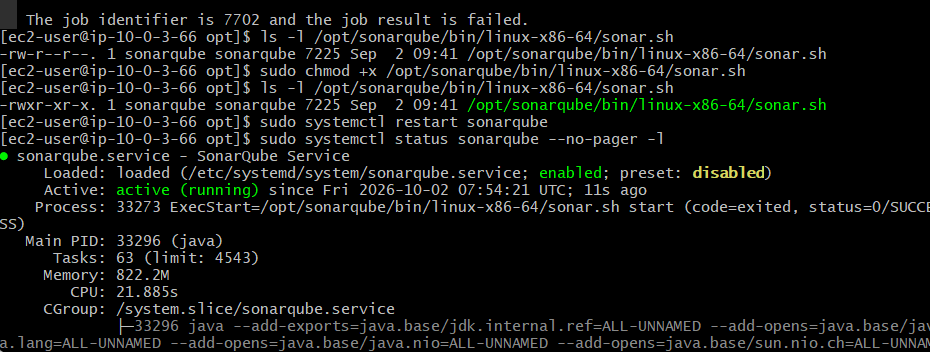 The job identifier is 7702 and the job result is failed.
[ec2-user@ip-10-0-3-66 opt]$ ls -l /opt/sonarqube/bin/linux-x86-64/sonar.sh
-rw-r--r--. 1 sonarqube sonarqube 7225 Sep  2 09:41 /opt/sonarqube/bin/linux-x86-64/sonar.sh
[ec2-user@ip-10-0-3-66 opt]$ sudo chmod +x /opt/sonarqube/bin/linux-x86-64/sonar.sh
[ec2-user@ip-10-0-3-66 opt]$ ls -l /opt/sonarqube/bin/linux-x86-64/sonar.sh
-rwxr-xr-x. 1 sonarqube sonarqube 7225 Sep  2 09:41 /opt/sonarqube/bin/linux-x86-64/sonar.sh
[ec2-user@ip-10-0-3-66 opt]$ sudo systemctl restart sonarqube
[ec2-user@ip-10-0-3-66 opt]$ sudo systemctl status sonarqube --no-pager -l
● sonarqube.service - SonarQube Service
     Loaded: loaded (/etc/systemd/system/sonarqube.service; enabled; preset: disabled)
     Active: active (running) since Fri 2026-10-02 07:54:21 UTC; 11s ago
    Process: 33273 ExecStart=/opt/sonarqube/bin/linux-x86-64/sonar.sh start (code=exited, status=0/SUCCE
SS)
   Main PID: 33296 (java)
      Tasks: 63 (limit: 4543)
     Memory: 822.2M
        CPU: 21.885s
     CGroup: /system.slice/sonarqube.service
             ├─33296 java --add-exports=java.base/jdk.internal.ref=ALL-UNNAMED --add-opens=java.base/jav
a.lang=ALL-UNNAMED --add-opens=java.base/java.nio=ALL-UNNAMED --add-opens=java.base/sun.nio.ch=ALL-UNNAM